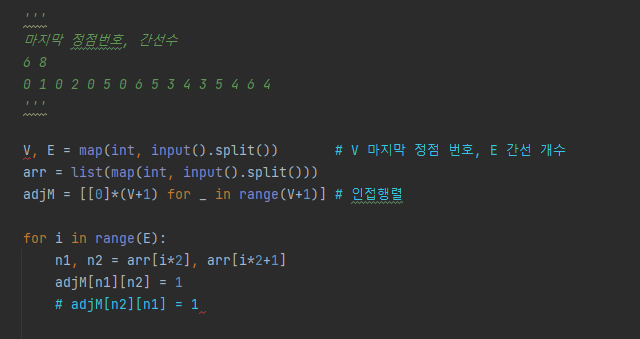 '''
마지막 정점번호, 간선수
6 8
0 1 0 2 0 5 0 6 5 3 4 3 5 4 6 4
'''
V, E = map(int, input().split())       # V 마지막 정점 번호, E 간선 개수
arr = list(map(int, input().split()))
adjM = [[0]*(V+1) for _ in range(V+1)] # 인접행렬
for i in range(E):
    n1, n2 = arr[i*2], arr[i*2+1]
    adjM[n1][n2] = 1
    # adjM[n2][n1] = 1